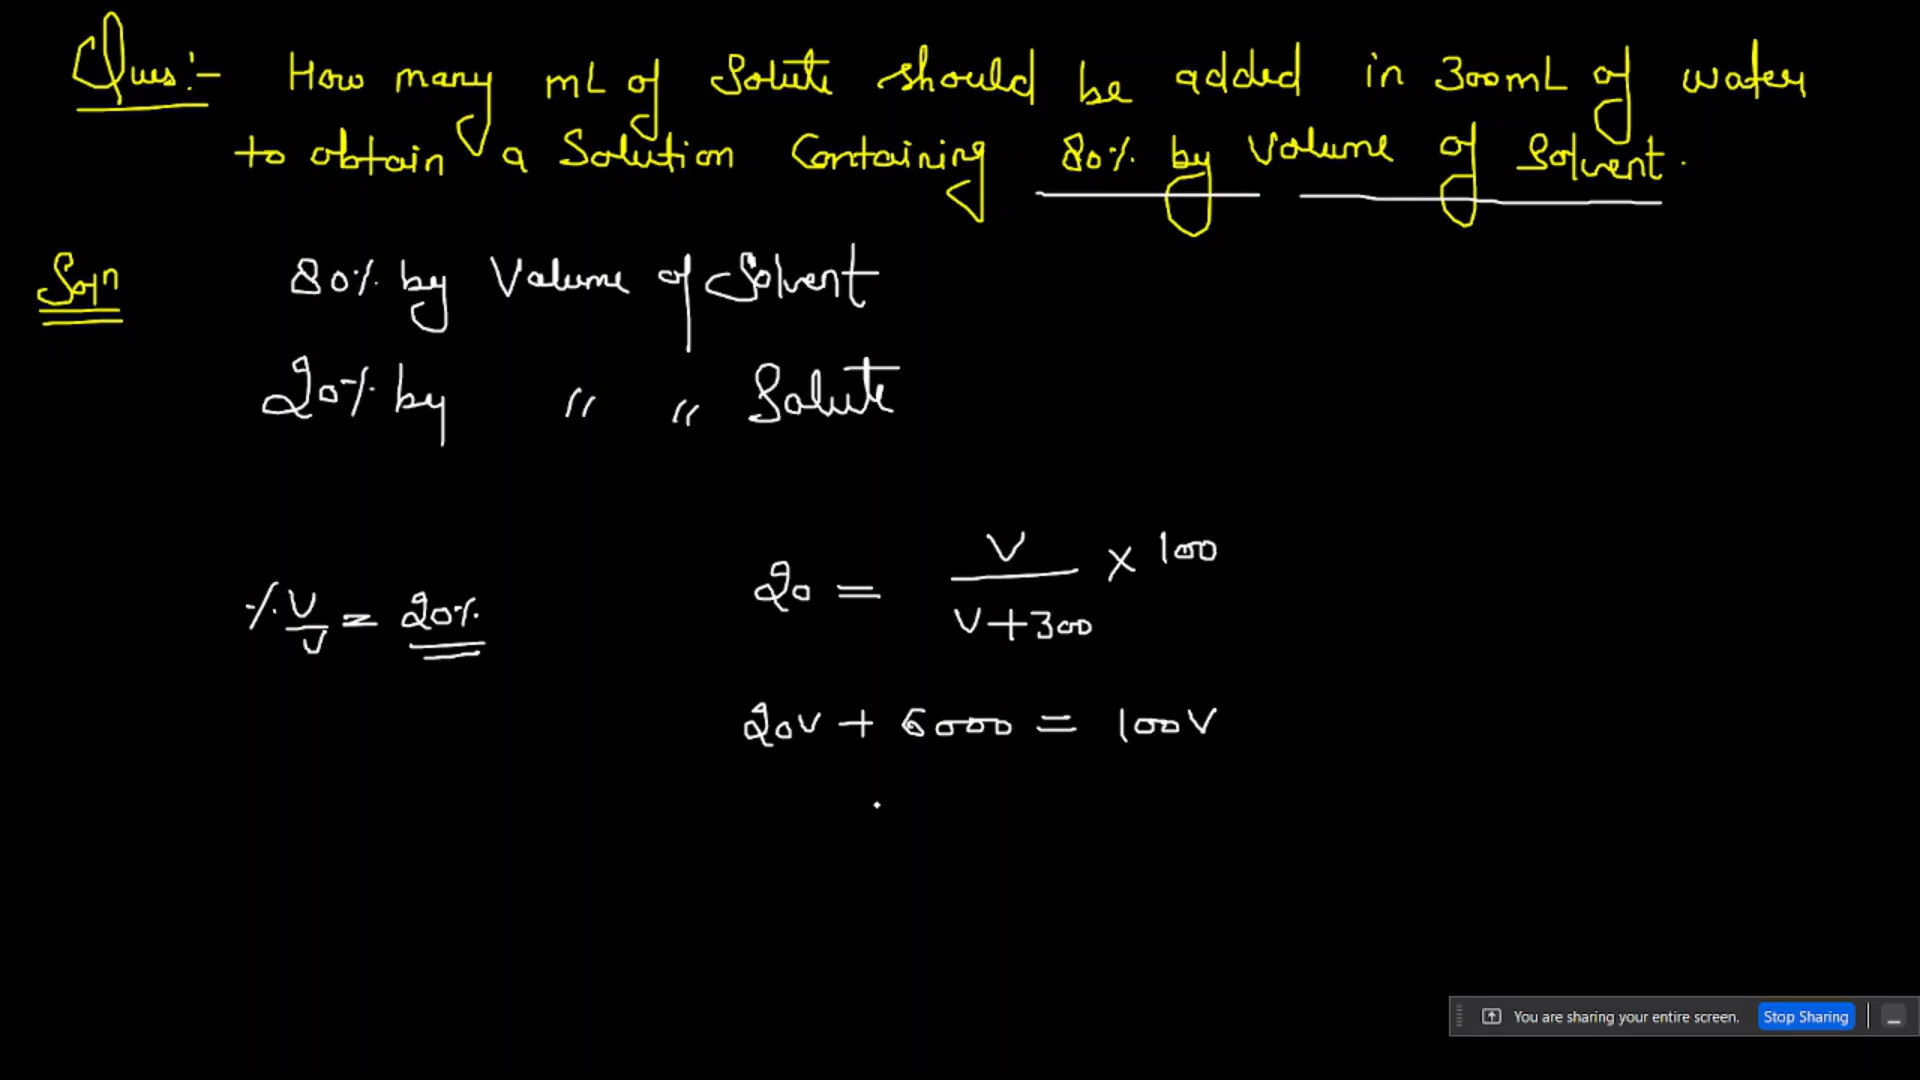 Ques:- How many mL of Solute should be added in 300mL of water
to obtain a Solution Containing 80% by Volume of Solvent.
Soln
80% by Volume of Solvent
20% by " " Solute
% V/V = 20%
20 = V/V+300 × 100
20V + 6000 = 100V
You are sharing your entire screen. Stop Sharing